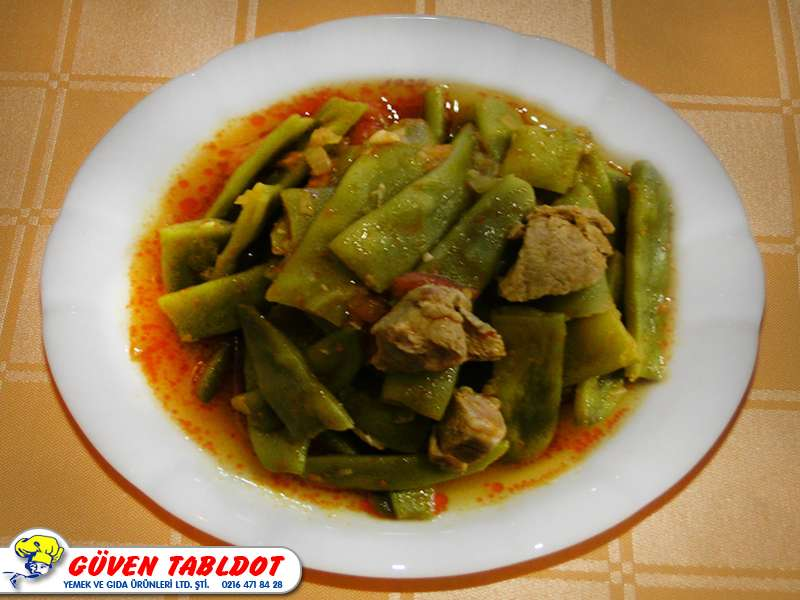 GÜVEN TABLDOT
YEMEK VE GIDA ÜRÜNLERİ LTD. ŞTİ. 0216 471 84 28